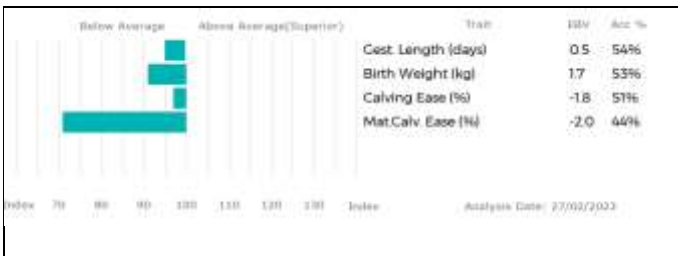 Below Average Above Average(Superior) Trait EBV Acc %
Gest. Length (days) 0.5 54%
Birth Weight (kg) 1.7 53%
Calving Ease (%) -1.8 51%
Mat.Calv. Ease (%) -2.0 44%
Index 70 80 90 100 110 120 130 Index Analysis Date: 27/02/2023